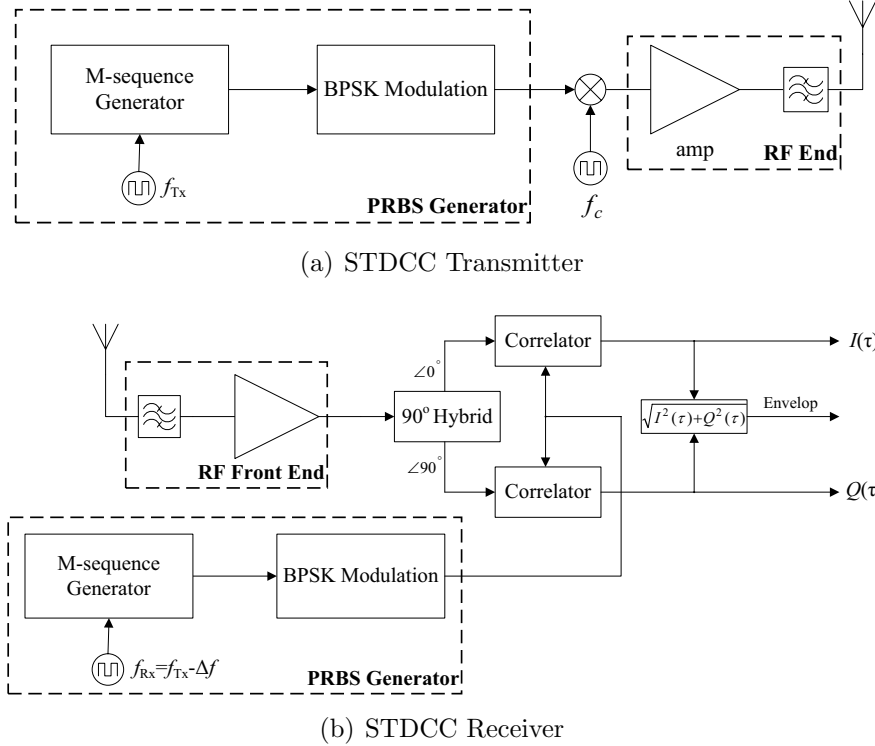 M-sequence
Generator
BPSK Modulation
f_Tx
PRBS Generator
f_c
amp
RF End
(a) STDCC Transmitter
Correlator
I(τ)
∠0°
90° Hybrid
√I²(τ)+Q²(τ)
Envelop
RF Front End
∠90°
Correlator
Q(τ
M-sequence
Generator
BPSK Modulation
f_Rx=f_Tx-Δf
PRBS Generator
(b) STDCC Receiver